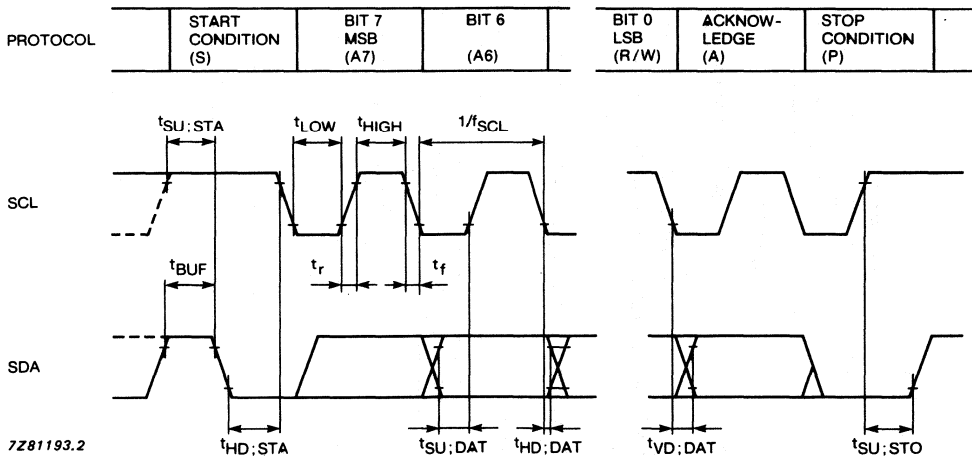 PROTOCOL
START
CONDITION
(S)
BIT 7
MSB
(A7)
BIT 6
(A6)
BIT 0
LSB
(R/W)
ACKNOW-
LEDGE
(A)
STOP
CONDITION
(P)
tSU;STA
tLOW
tHIGH
1/fSCL
SCL
tBUF
tr
tf
SDA
tHD;STA
tSU;DAT
tHD;DAT
tVD;DAT
tSU;STO
7Z81193.2